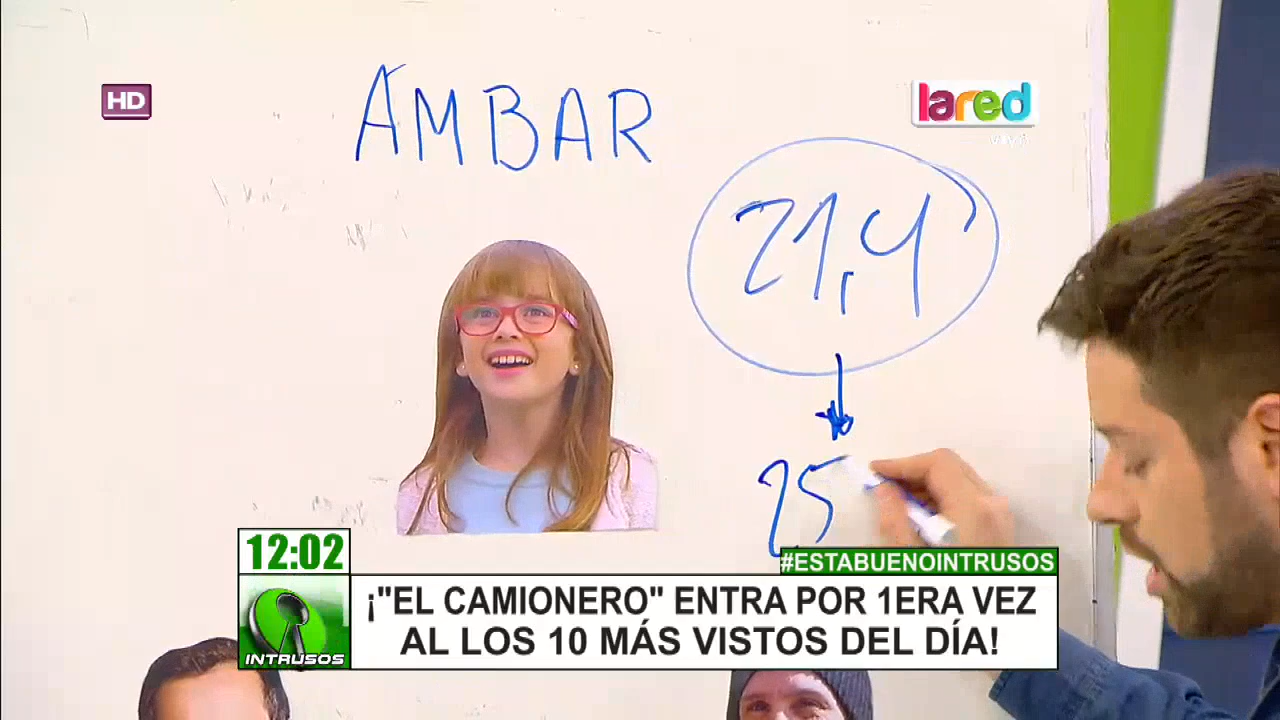 HD
lared
AMBAR
21,4
25
12:02
#ESTABUENOINTRUSOS
¡"EL CAMIONERO" ENTRA POR 1ERA VEZ
AL LOS 10 MÁS VISTOS DEL DÍA!
INTRUSOS